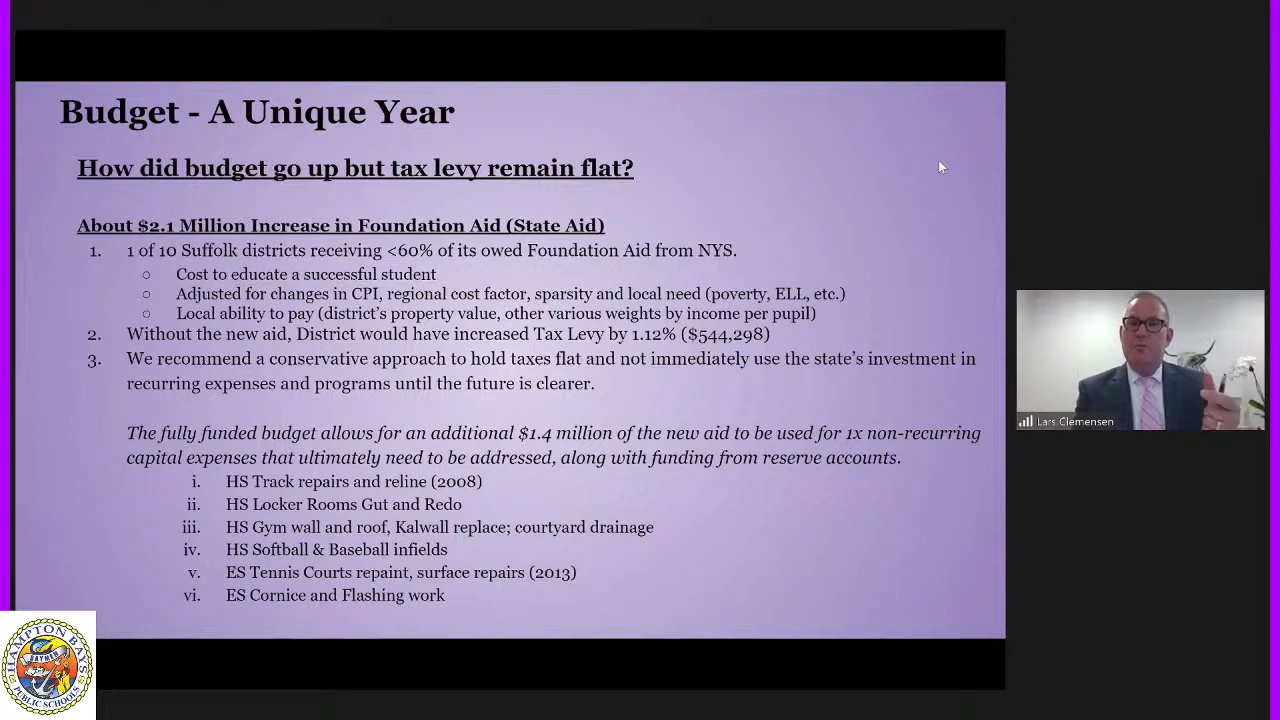 Budget - A Unique Year
How did budget go up but tax levy remain flat?
About $2.1 Million Increase in Foundation Aid (State Aid)
1. 1 of 10 Suffolk districts receiving <60% of its owed Foundation Aid from NYS.
○ Cost to educate a successful student
○ Adjusted for changes in CPI, regional cost factor, sparsity and local need (poverty, ELL, etc.)
○ Local ability to pay (district's property value, other various weights by income per pupil)
2. Without the new aid, District would have increased Tax Levy by 1.12% ($544,298)
3. We recommend a conservative approach to hold taxes flat and not immediately use the state's investment in
recurring expenses and programs until the future is clearer.
The fully funded budget allows for an additional $1.4 million of the new aid to be used for 1x non-recurring
capital expenses that ultimately need to be addressed, along with funding from reserve accounts.
i. HS Track repairs and reline (2008)
ii. HS Locker Rooms Gut and Redo
iii. HS Gym wall and roof, Kalwall replace; courtyard drainage
iv. HS Softball & Baseball infields
v. ES Tennis Courts repaint, surface repairs (2013)
vi. ES Cornice and Flashing work
Lars Clemensen
HAMPTON BAYS
BAYMEN
PUBLIC SCHOOLS